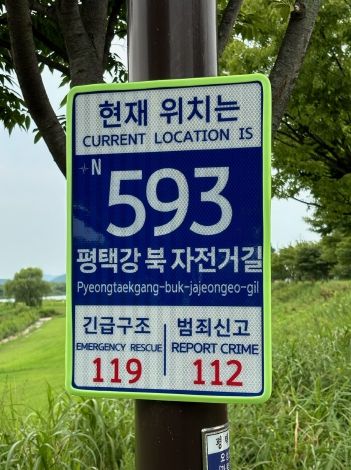 현재 위치는
CURRENT LOCATION IS
N
593
평택강 북 자전거길
Pyeongtaekgang-buk-jajeongeo-gil
긴급구조
EMERGENCY RESCUE
119
범죄신고
REPORT CRIME
112